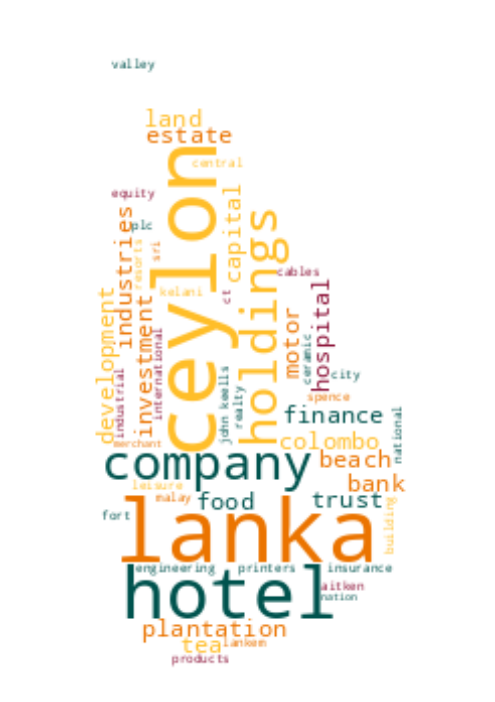 valley
land
estate
central
equity
ceylon
capital
plc
industries
holdings
resorts
sri
cables
kelani
ct
hospital
development
investment
motor
international
ceramic
city
john keells
industrial
realty
spence
finance
national
merchant
colombo
company
beach
bank
leisure
malay
food
trust
building
fort
lanka
engineering
printers
insurance
hotel
aitken
nation
plantation
tea
lankem
products